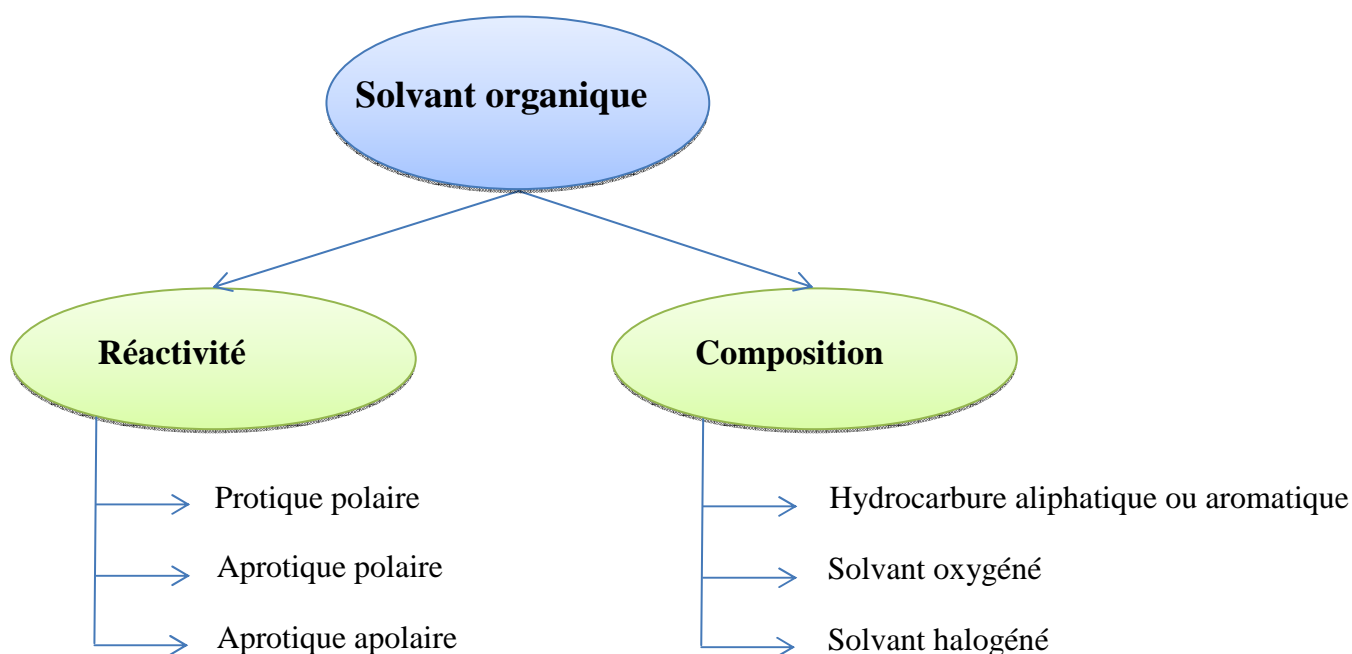 Solvant organique
Réactivité
Protique polaire
Aprotique polaire
Aprotique apolaire
Composition
Hydrocarbure aliphatique ou aromatique
Solvant oxygéné
Solvant halogéné